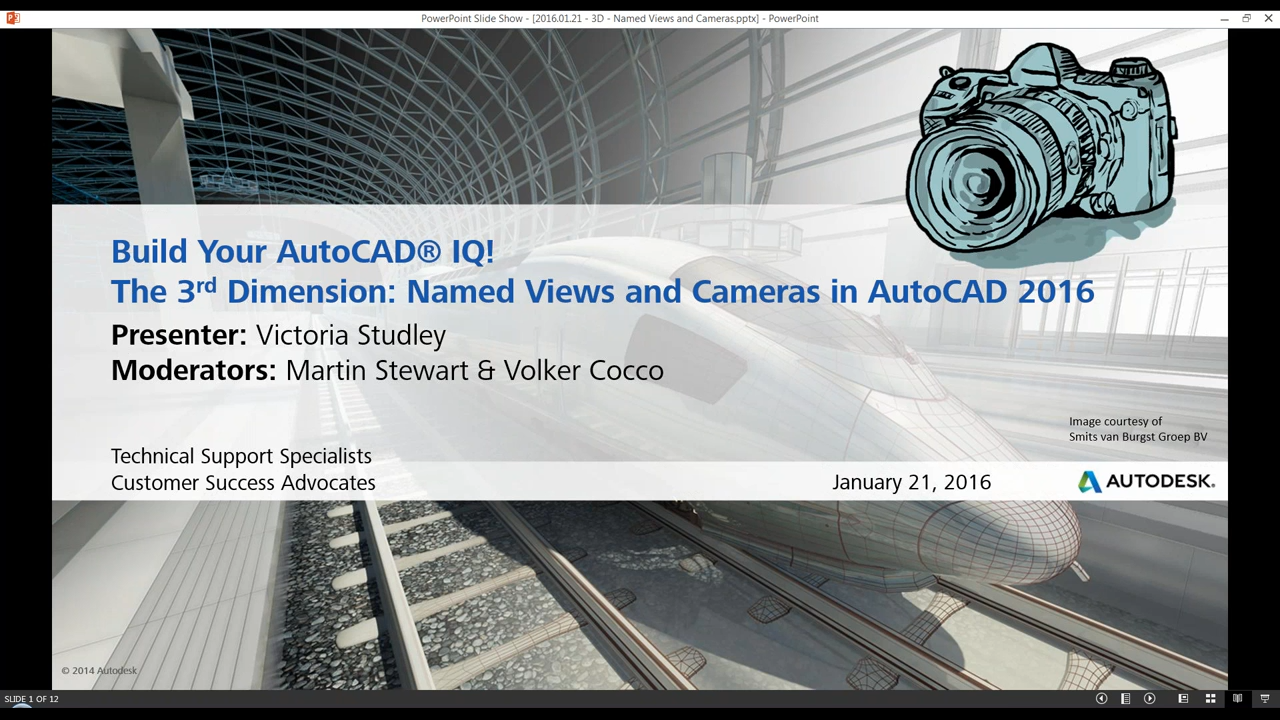 PowerPoint Slide Show - [2016.01.21 - 3D - Named Views and Cameras.pptx] - PowerPoint
Build Your AutoCAD® IQ!
The 3rd Dimension: Named Views and Cameras in AutoCAD 2016
Presenter: Victoria Studley
Moderators: Martin Stewart & Volker Cocco
Image courtesy of
Smits van Burgst Groep BV
Technical Support Specialists
Customer Success Advocates
January 21, 2016
AUTODESK.
© 2014 Autodesk
SLIDE 1 OF 12